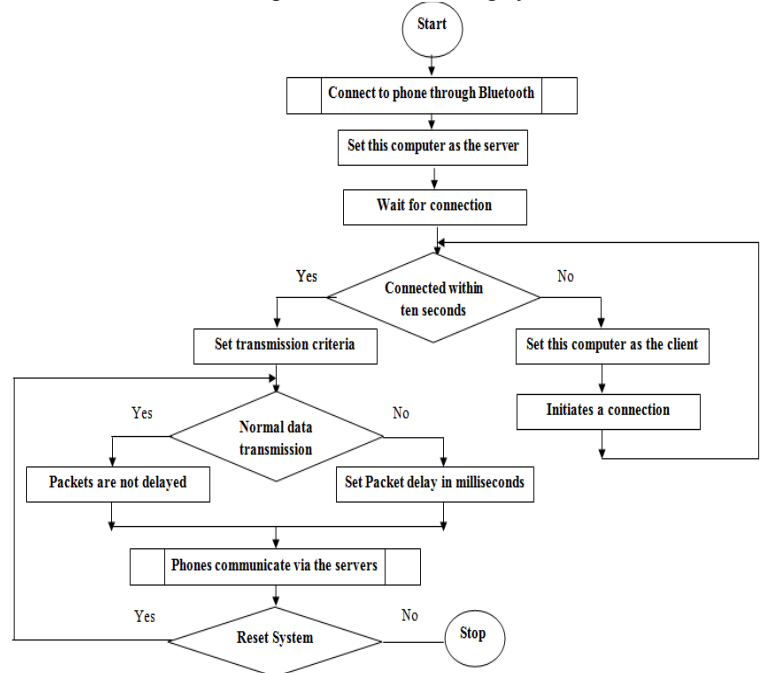 Start
Connect to phone through Bluetooth
Set this computer as the server
Wait for connection
Yes
Connected within
ten seconds
No
Set transmission criteria
Set this computer as the client
Yes
Normal data
transmission
No
Initiates a connection
Packets are not delayed
Set Packet delay in milliseconds
Phones communicate via the servers
Yes
Reset System
No
Stop